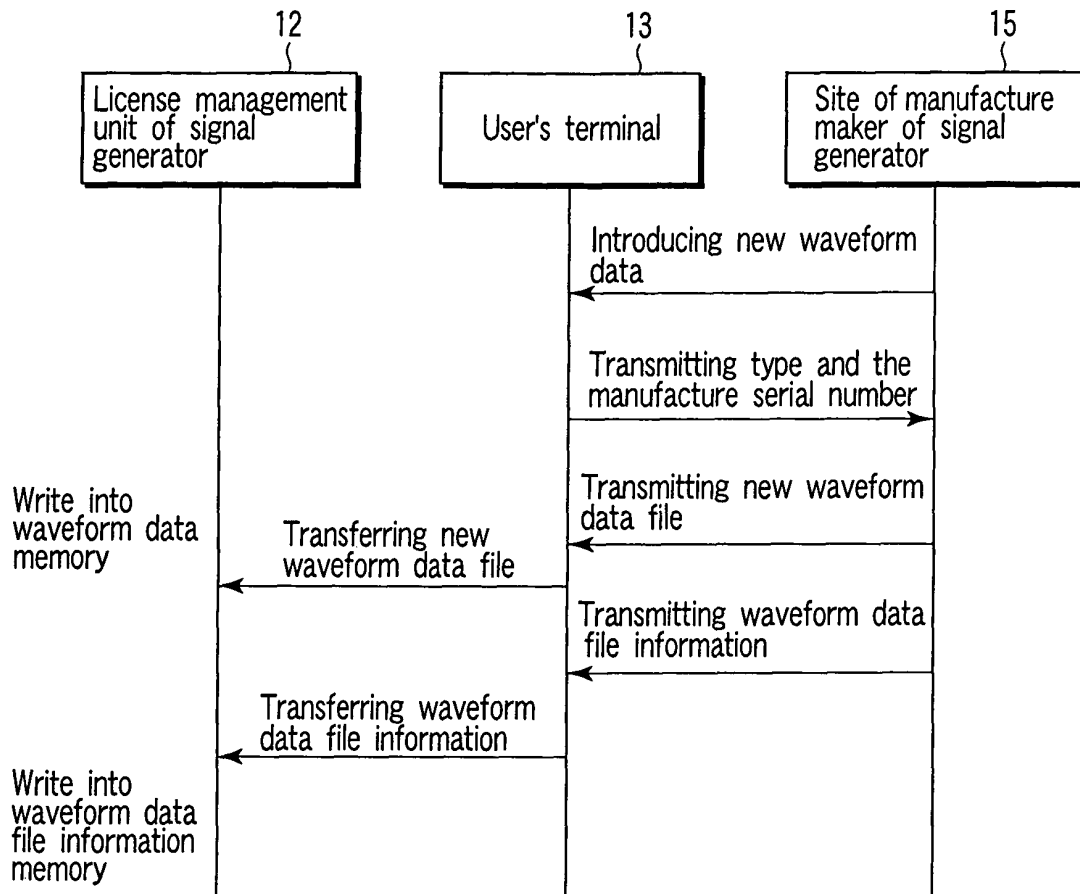 12
13
15
License management
unit of signal
generator
User's terminal
Site of manufacture
maker of signal
generator
Introducing new waveform
data
Transmitting type and the
manufacture serial number
Transmitting new waveform
data file
Write into
waveform data
memory
Transferring new
waveform data file
Transmitting waveform data
file information
Transferring waveform
data file information
Write into
waveform data
file information
memory